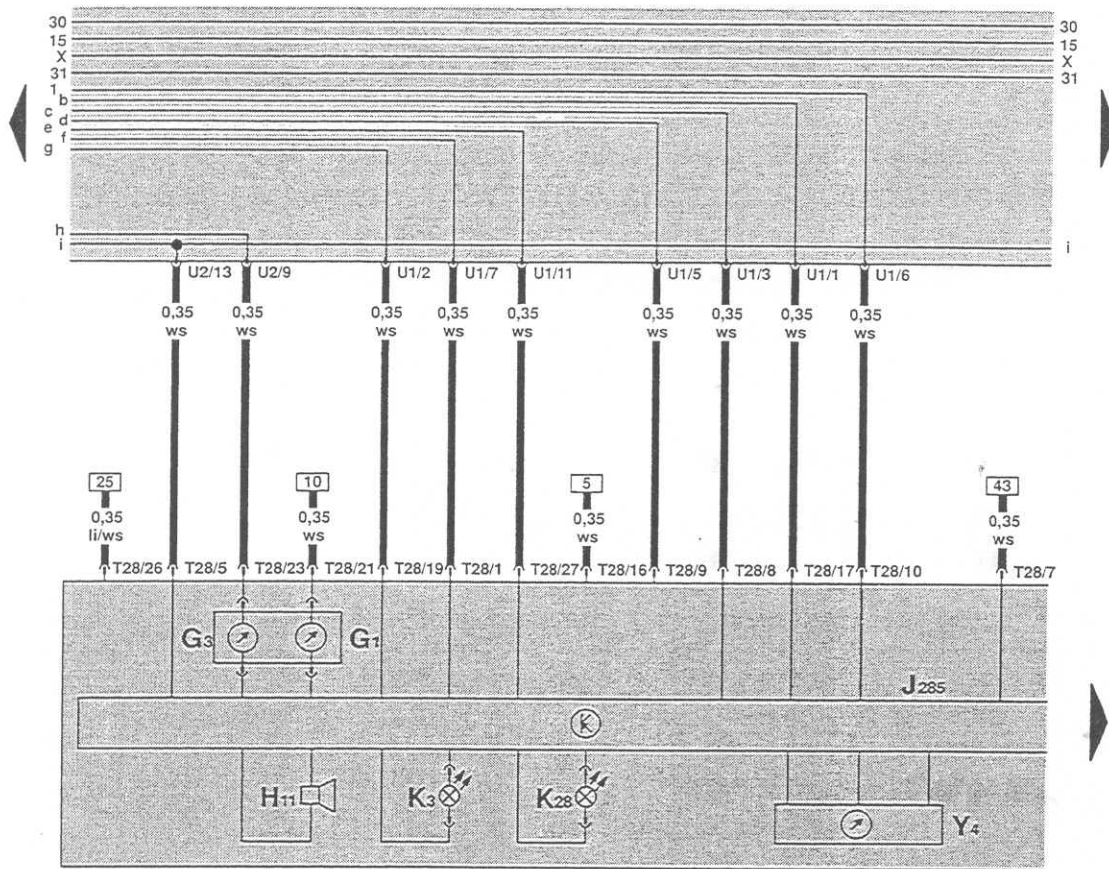 30 30
15 15
X X
31 31
1
b
c
d
e
f
g
h
i i
U2/13 U2/9 U1/2 U1/7 U1/11 U1/5 U1/3 U1/1 U1/6
0,35 0,35 0,35 0,35 0,35 0,35 0,35 0,35 0,35
ws ws ws ws ws ws ws ws ws
25 10 5 43
0,35 0,35 0,35 0,35
li/ws ws ws ws
T28/26 T28/5 T28/23 T28/21 T28/19 T28/1 T28/27 T28/16 T28/9 T28/8 T28/17 T28/10 T28/7
G3 G1
J285
K
H11 K3 K28 Y4